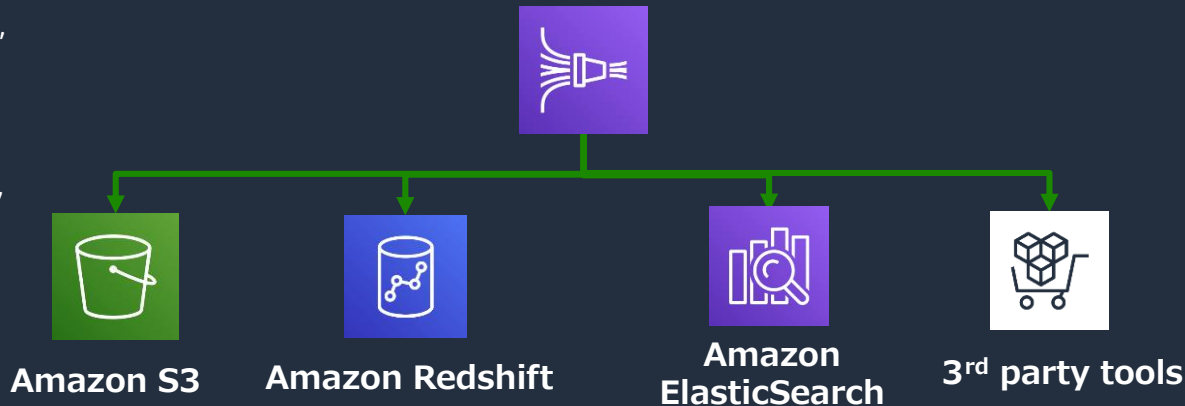 ,
,
Amazon S3
Amazon Redshift
Amazon
ElasticSearch
3rd party tools